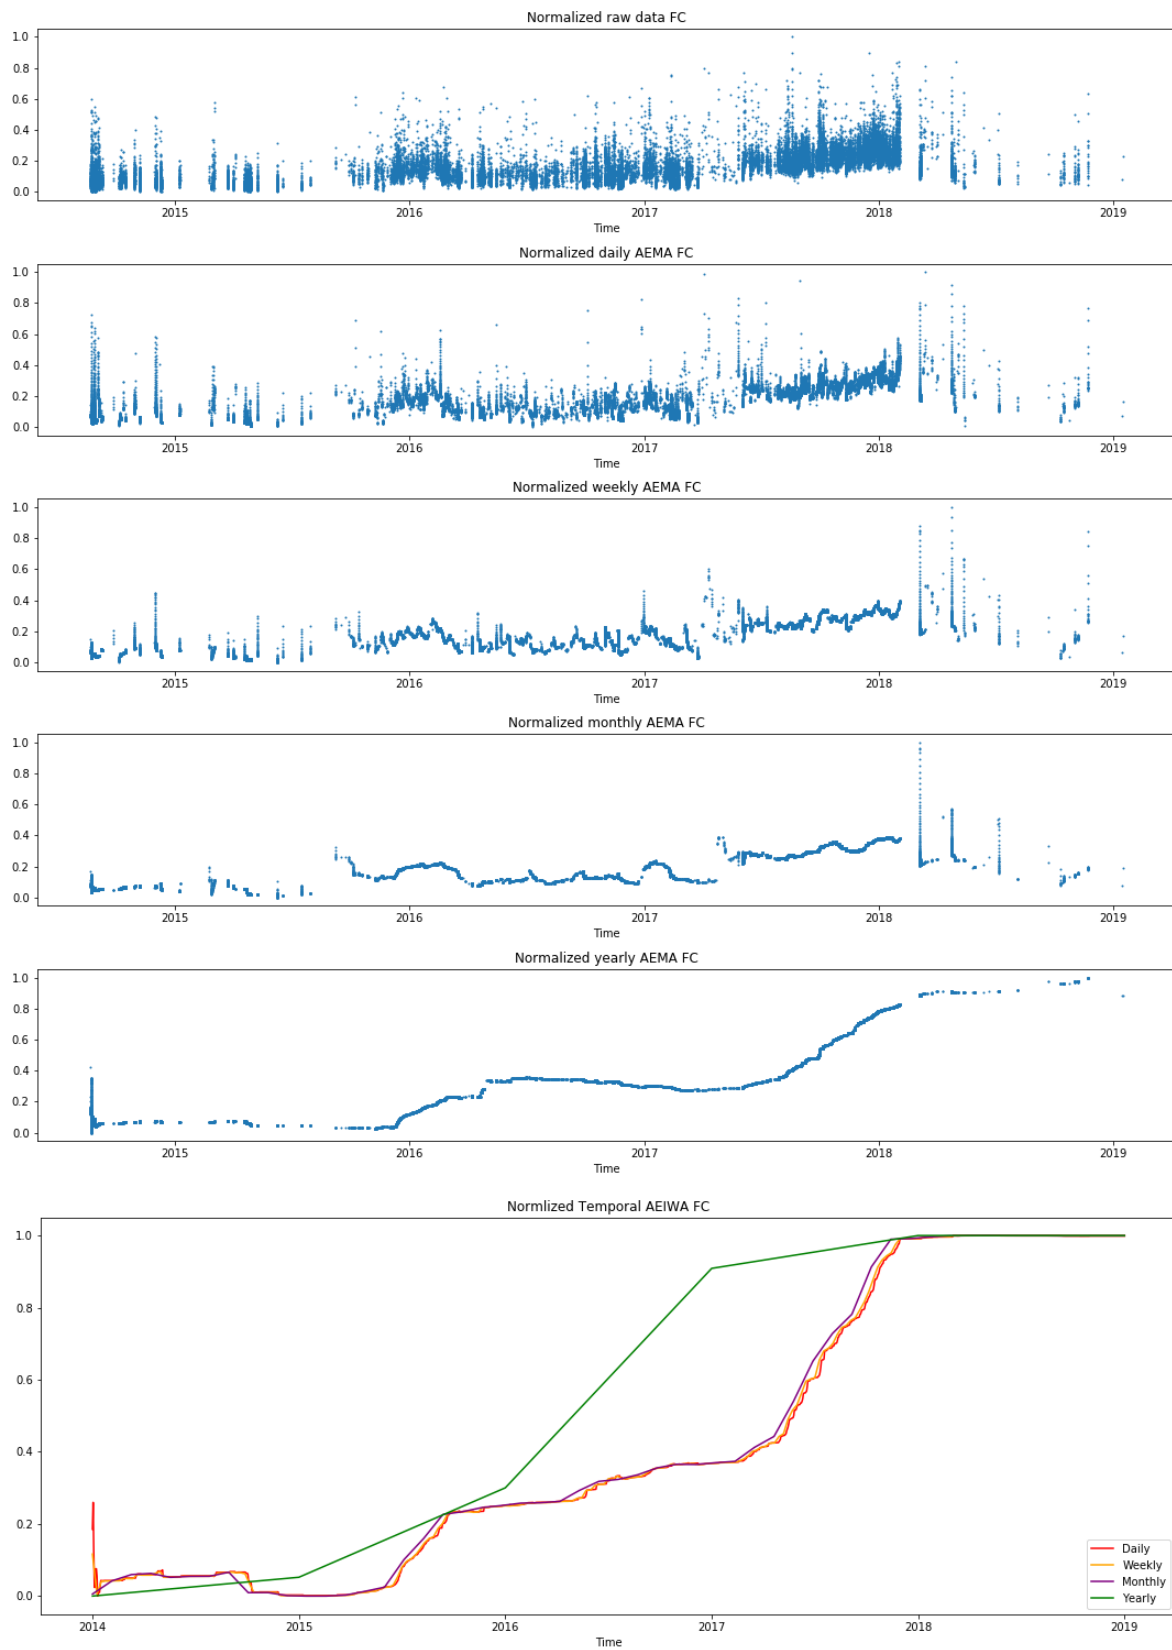 Normalized raw data FC
1.0
0.8
0.6
0.4
0.2
0.0
2015 2016 2017 2018 2019
Time
Normalized daily AEMA FC
1.0
0.8
0.6
0.4
0.2
0.0
2015 2016 2017 2018 2019
Time
Normalized weekly AEMA FC
1.0
0.8
0.6
0.4
0.2
0.0
2015 2016 2017 2018 2019
Time
Normalized monthly AEMA FC
1.0
0.8
0.6
0.4
0.2
0.0
2015 2016 2017 2018 2019
Time
Normalized yearly AEMA FC
1.0
0.8
0.6
0.4
0.2
0.0
2015 2016 2017 2018 2019
Time
Normlized Temporal AEIWA FC
1.0
0.8
0.6
0.4
0.2
0.0
Daily
Weekly
Monthly
Yearly
2014 2015 2016 2017 2018 2019
Time